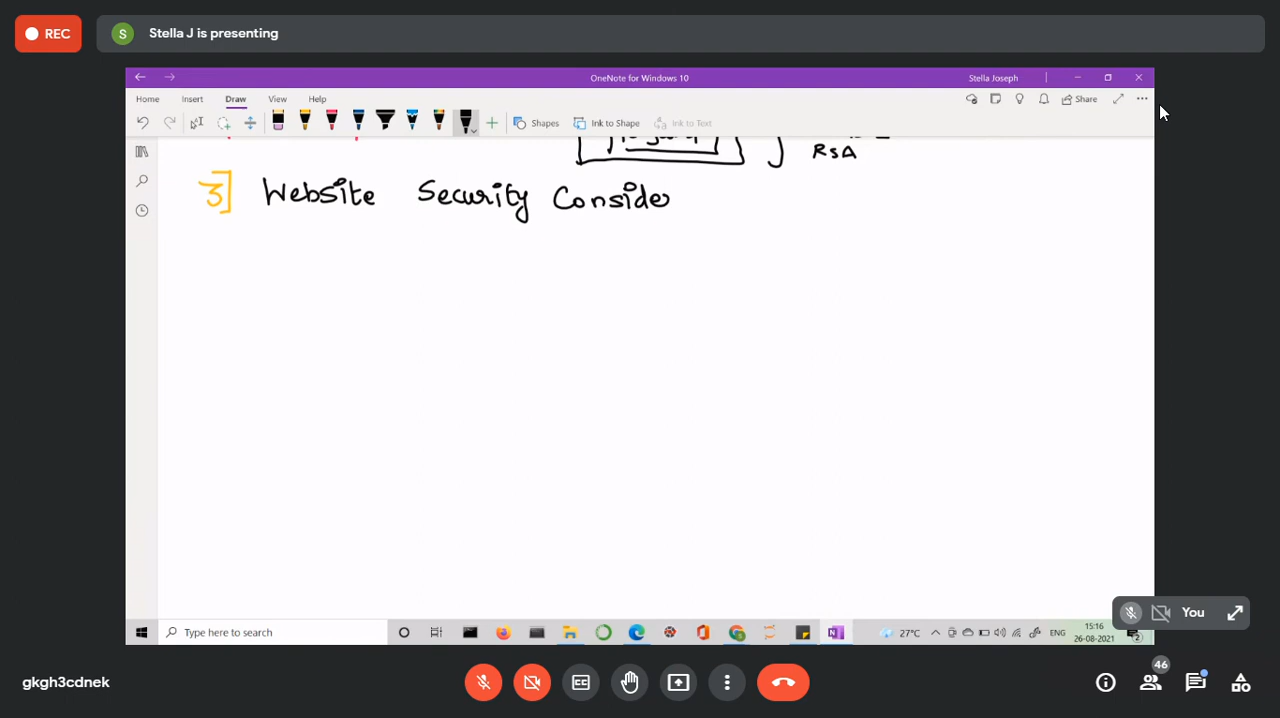 REC
S
Stella J is presenting
OneNote for Windows 10
Stella Joseph
Home Insert Draw View Help
Share
Shapes Ink to Shape Ink to Text
RSA
3] Website Security Conside
Type here to search
27°C
ENG
15:16
26-08-2021
2
You
gkgh3cdnek
CC
46